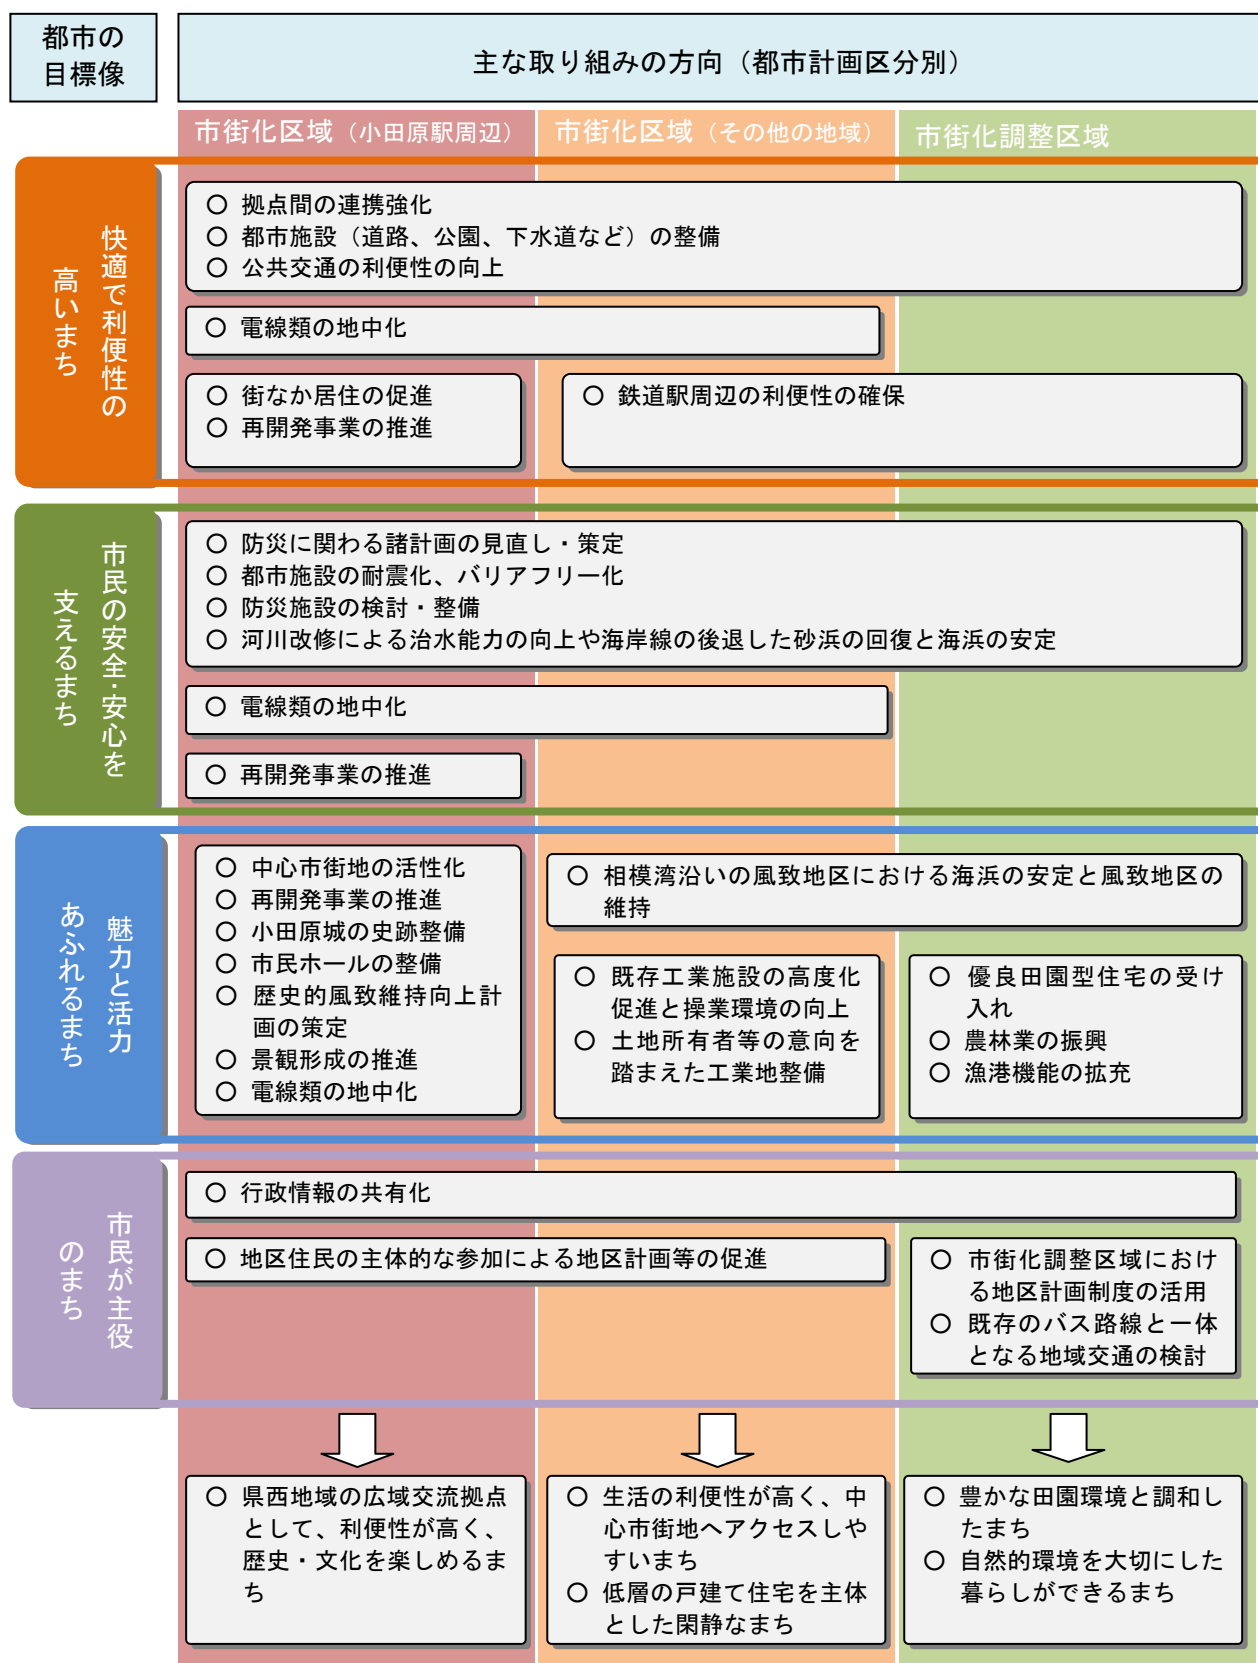 都市の
目標像
主な取り組みの方向（都市計画区分別）
市街化区域（小田原駅周辺）
市街化区域（その他の地域）
市街化調整区域
快適で利便性の
高いまち
○ 拠点間の連携強化
○ 都市施設（道路、公園、下水道など）の整備
○ 公共交通の利便性の向上
○ 電線類の地中化
○ 街なか居住の促進
○ 再開発事業の推進
○ 鉄道駅周辺の利便性の確保
市民の安全・安心を
支えるまち
○ 防災に関わる諸計画の見直し・策定
○ 都市施設の耐震化、バリアフリー化
○ 防災施設の検討・整備
○ 河川改修による治水能力の向上や海岸線の後退した砂浜の回復と海浜の安定
○ 電線類の地中化
○ 再開発事業の推進
魅力と活力
あふれるまち
○ 中心市街地の活性化
○ 再開発事業の推進
○ 小田原城の史跡整備
○ 市民ホールの整備
○ 歴史的風致維持向上計
画の策定
○ 景観形成の推進
○ 電線類の地中化
○ 相模湾沿いの風致地区における海浜の安定と風致地区の
維持
○ 既存工業施設の高度化
促進と操業環境の向上
○ 土地所有者等の意向を
踏まえた工業地整備
○ 優良田園型住宅の受け
入れ
○ 農林業の振興
○ 漁港機能の拡充
市民が主役
のまち
○ 行政情報の共有化
○ 地区住民の主体的な参加による地区計画等の促進
○ 市街化調整区域におけ
る地区計画制度の活用
○ 既存のバス路線と一体
となる地域交通の検討
○ 県西地域の広域交流拠点
として、利便性が高く、
歴史・文化を楽しめるま
ち
○ 生活の利便性が高く、中
心市街地へアクセスしや
すいまち
○ 低層の戸建て住宅を主体
とした閑静なまち
○ 豊かな田園環境と調和し
たまち
○ 自然的環境を大切にした
暮らしができるまち